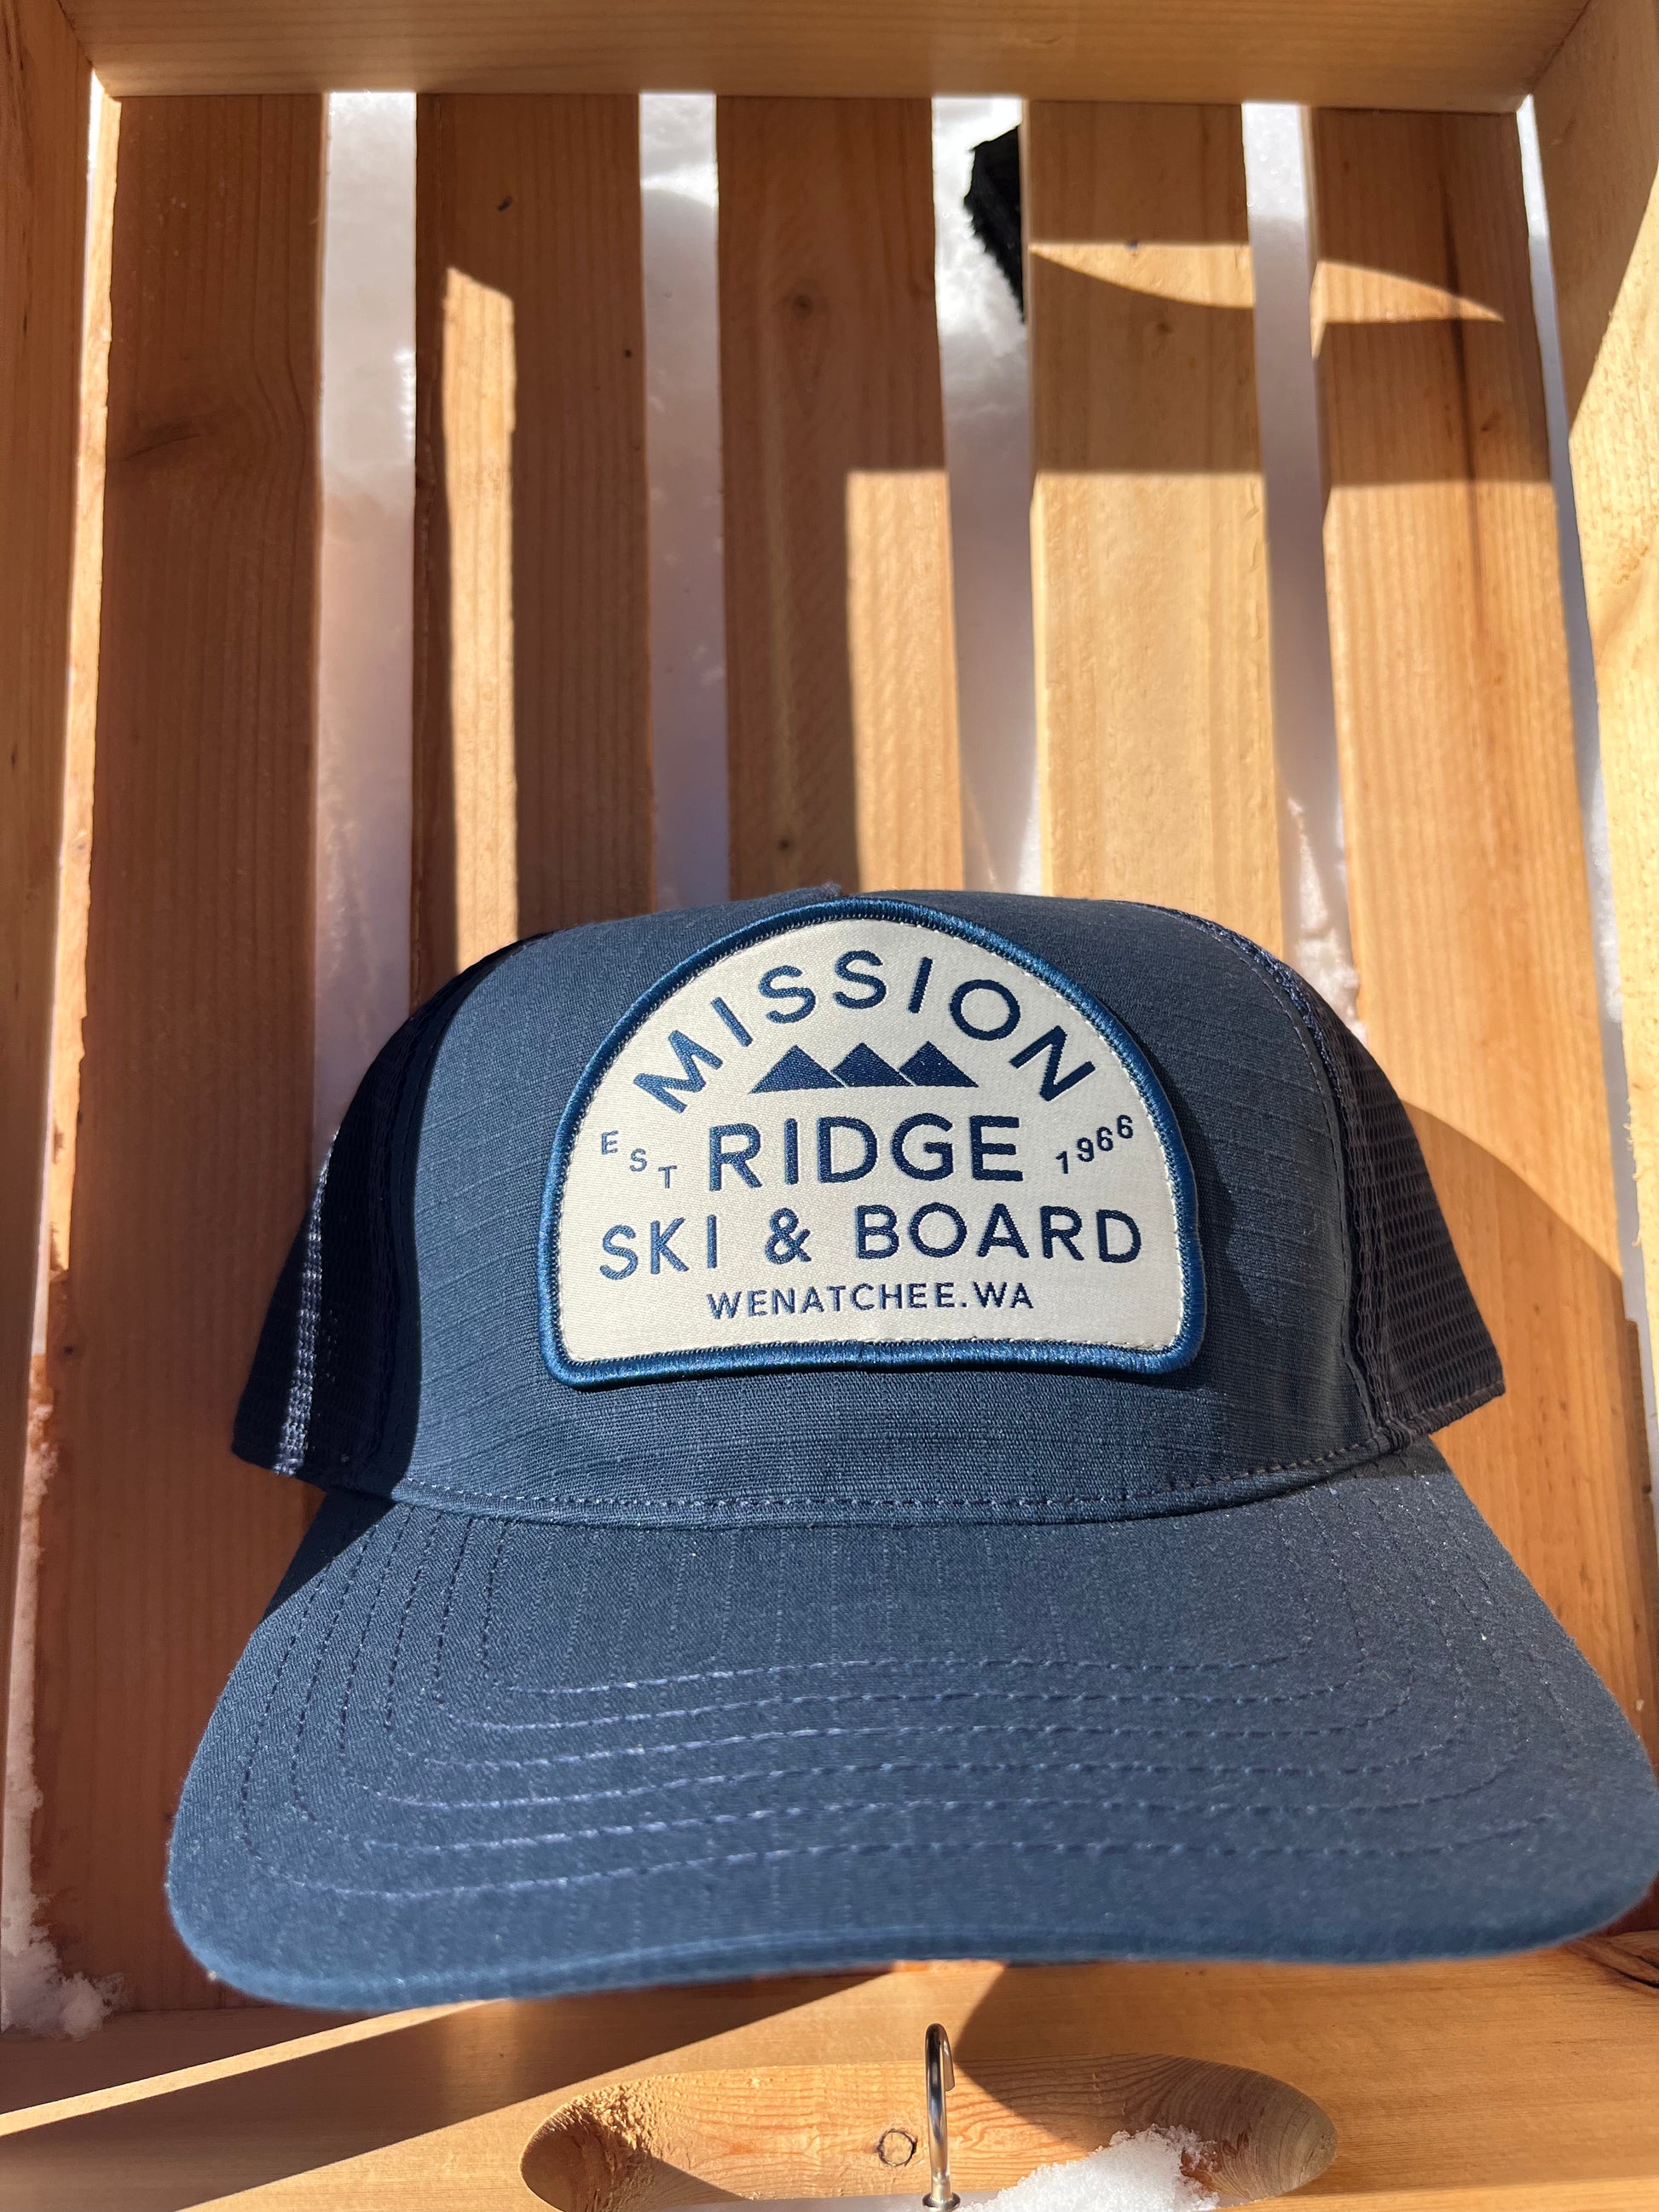 MISSION
EST RIDGE 1966
SKI & BOARD
WENATCHEE.WA